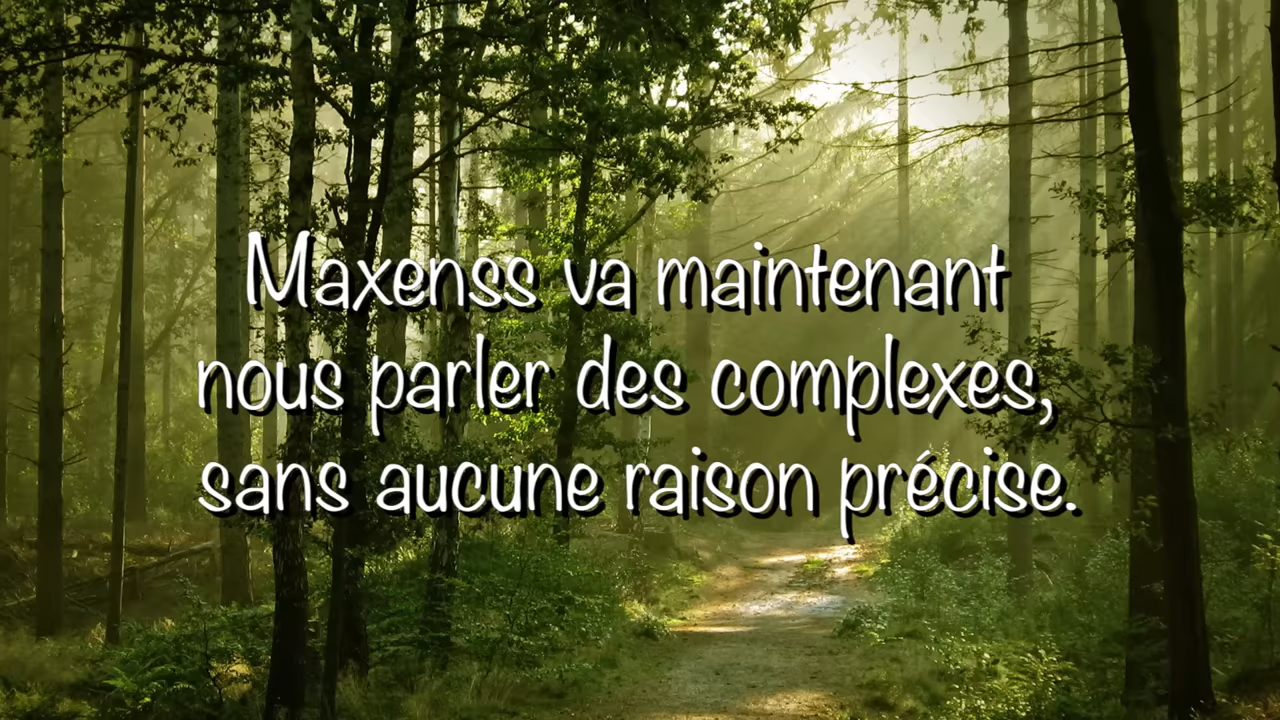 Maxenss va maintenant
nous parler des complexes,
sans aucune raison précise.